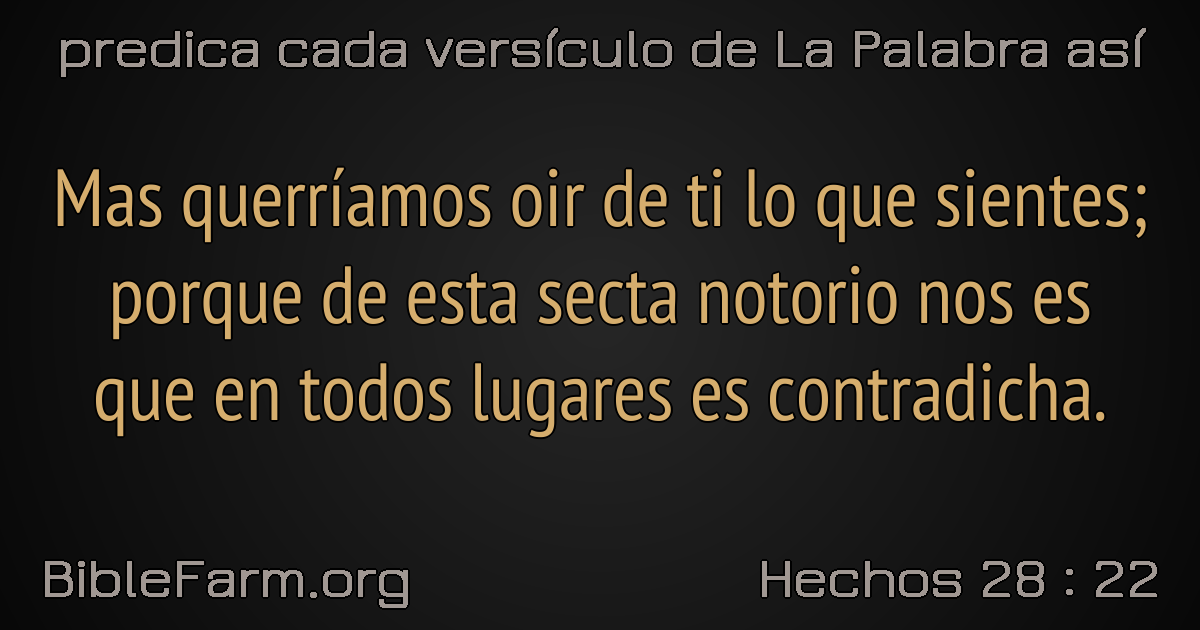 predica cada versículo de La Palabra así
Mas querríamos oir de ti lo que sientes;
porque de esta secta notorio nos es
que en todos lugares es contradicha.
BibleFarm.org
Hechos 28 : 22